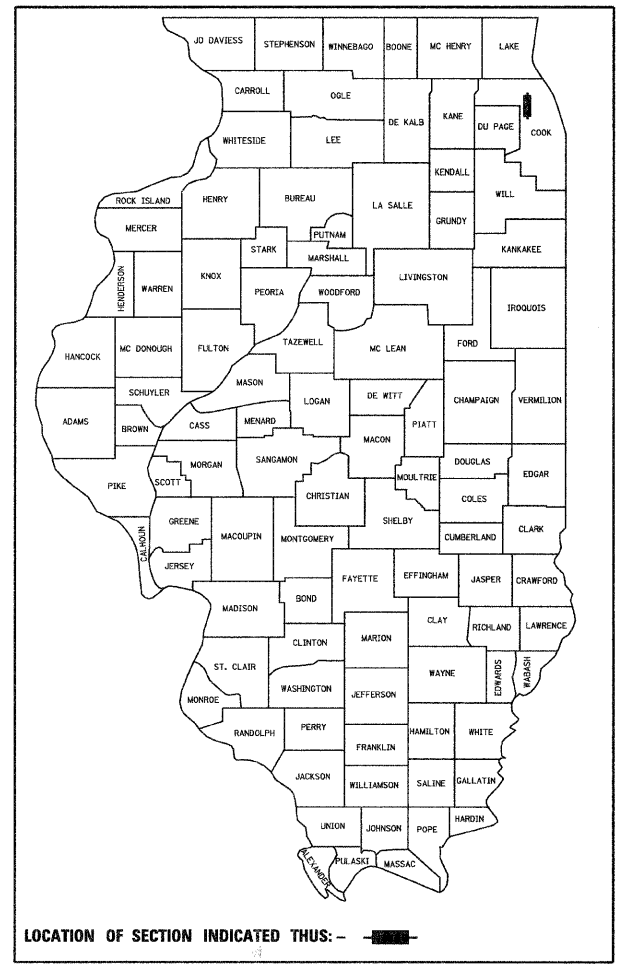 JO DAVIESS
STEPHENSON
WINNEBAGO
BOONE
MC HENRY
LAKE
CARROLL
OGLE
DE KALB
KANE
DU PAGE
COOK
WHITESIDE
LEE
KENDALL
WILL
ROCK ISLAND
HENRY
BUREAU
LA SALLE
GRUNDY
MERCER
STARK
PUTNAM
MARSHALL
KANKAKEE
HENDERSON
WARREN
KNOX
PEORIA
WOODFORD
LIVINGSTON
IROQUOIS
HANCOCK
MC DONOUGH
FULTON
TAZEWELL
MC LEAN
FORD
MASON
SCHUYLER
LOGAN
DE WITT
CHAMPAIGN
VERMILION
ADAMS
BROWN
CASS
MENARD
PIATT
MACON
MORGAN
SANGAMON
DOUGLAS
EDGAR
PIKE
SCOTT
CHRISTIAN
MOULTRIE
COLES
GREENE
MACOUPIN
MONTGOMERY
SHELBY
CUMBERLAND
CLARK
CALHOUN
JERSEY
FAYETTE
EFFINGHAM
JASPER
CRAWFORD
MADISON
BOND
CLAY
RICHLAND
LAWRENCE
CLINTON
MARION
ST. CLAIR
WAYNE
EDWARDS
WABASH
WASHINGTON
JEFFERSON
MONROE
RANDOLPH
PERRY
HAMILTON
WHITE
FRANKLIN
JACKSON
WILLIAMSON
SALINE
GALLATIN
UNION
JOHNSON
POPE
HARDIN
ALEXANDER
PULASKI
MASSAC
LOCATION OF SECTION INDICATED THUS: –